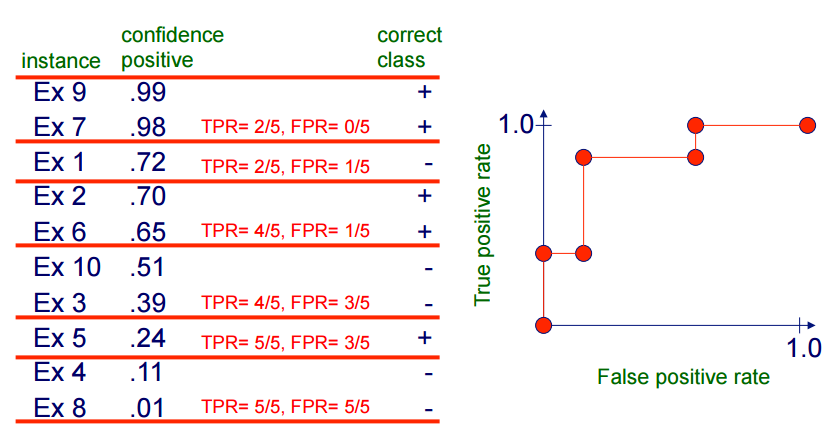 instance confidence positive correct class
Ex 9 .99 +
Ex 7 .98 TPR= 2/5, FPR= 0/5 +
Ex 1 .72 TPR= 2/5, FPR= 1/5 -
Ex 2 .70 +
Ex 6 .65 TPR= 4/5, FPR= 1/5 +
Ex 10 .51 -
Ex 3 .39 TPR= 4/5, FPR= 3/5 -
Ex 5 .24 TPR= 5/5, FPR= 3/5 +
Ex 4 .11 -
Ex 8 .01 TPR= 5/5, FPR= 5/5 -
True positive rate
1.0
1.0
False positive rate